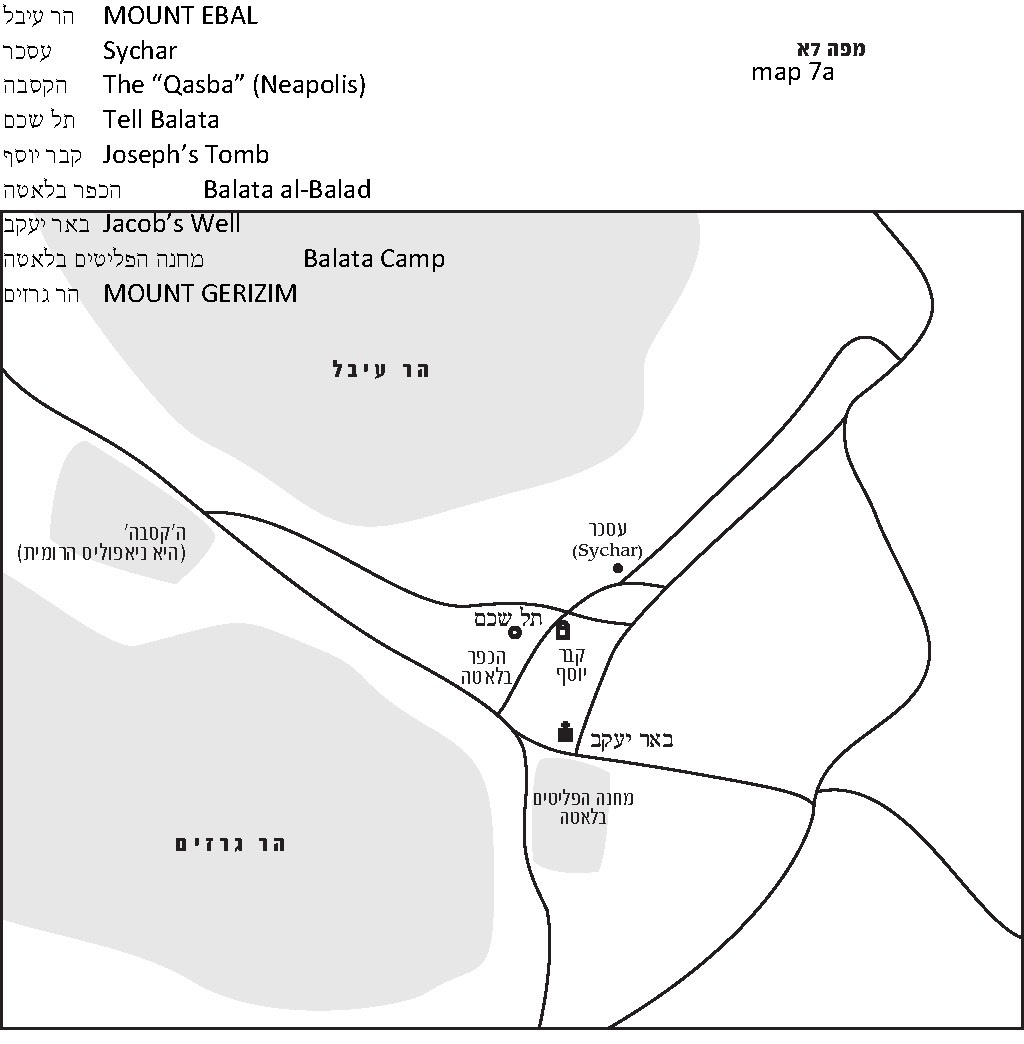 הר עיבל MOUNT EBAL
עסכר Sychar
הקסבה The “Qasba” (Neapolis)
תל שכם Tell Balata
קבר יוסף Joseph’s Tomb
הכפר בלאטה Balata al-Balad
באר יעקב Jacob’s Well
מחנה הפליטים בלאטה Balata Camp
הר גרזים MOUNT GERIZIM
מפה 7א
map 7a
הר עיבל
ה'קסבה'
(היא ניאפוליס הרומית)
עסכר
(Sychar)
תל שכם
הכפר
בלאטה
קבר
יוסף
באר יעקב
מחנה הפליטים
בלאטה
הר גרזים